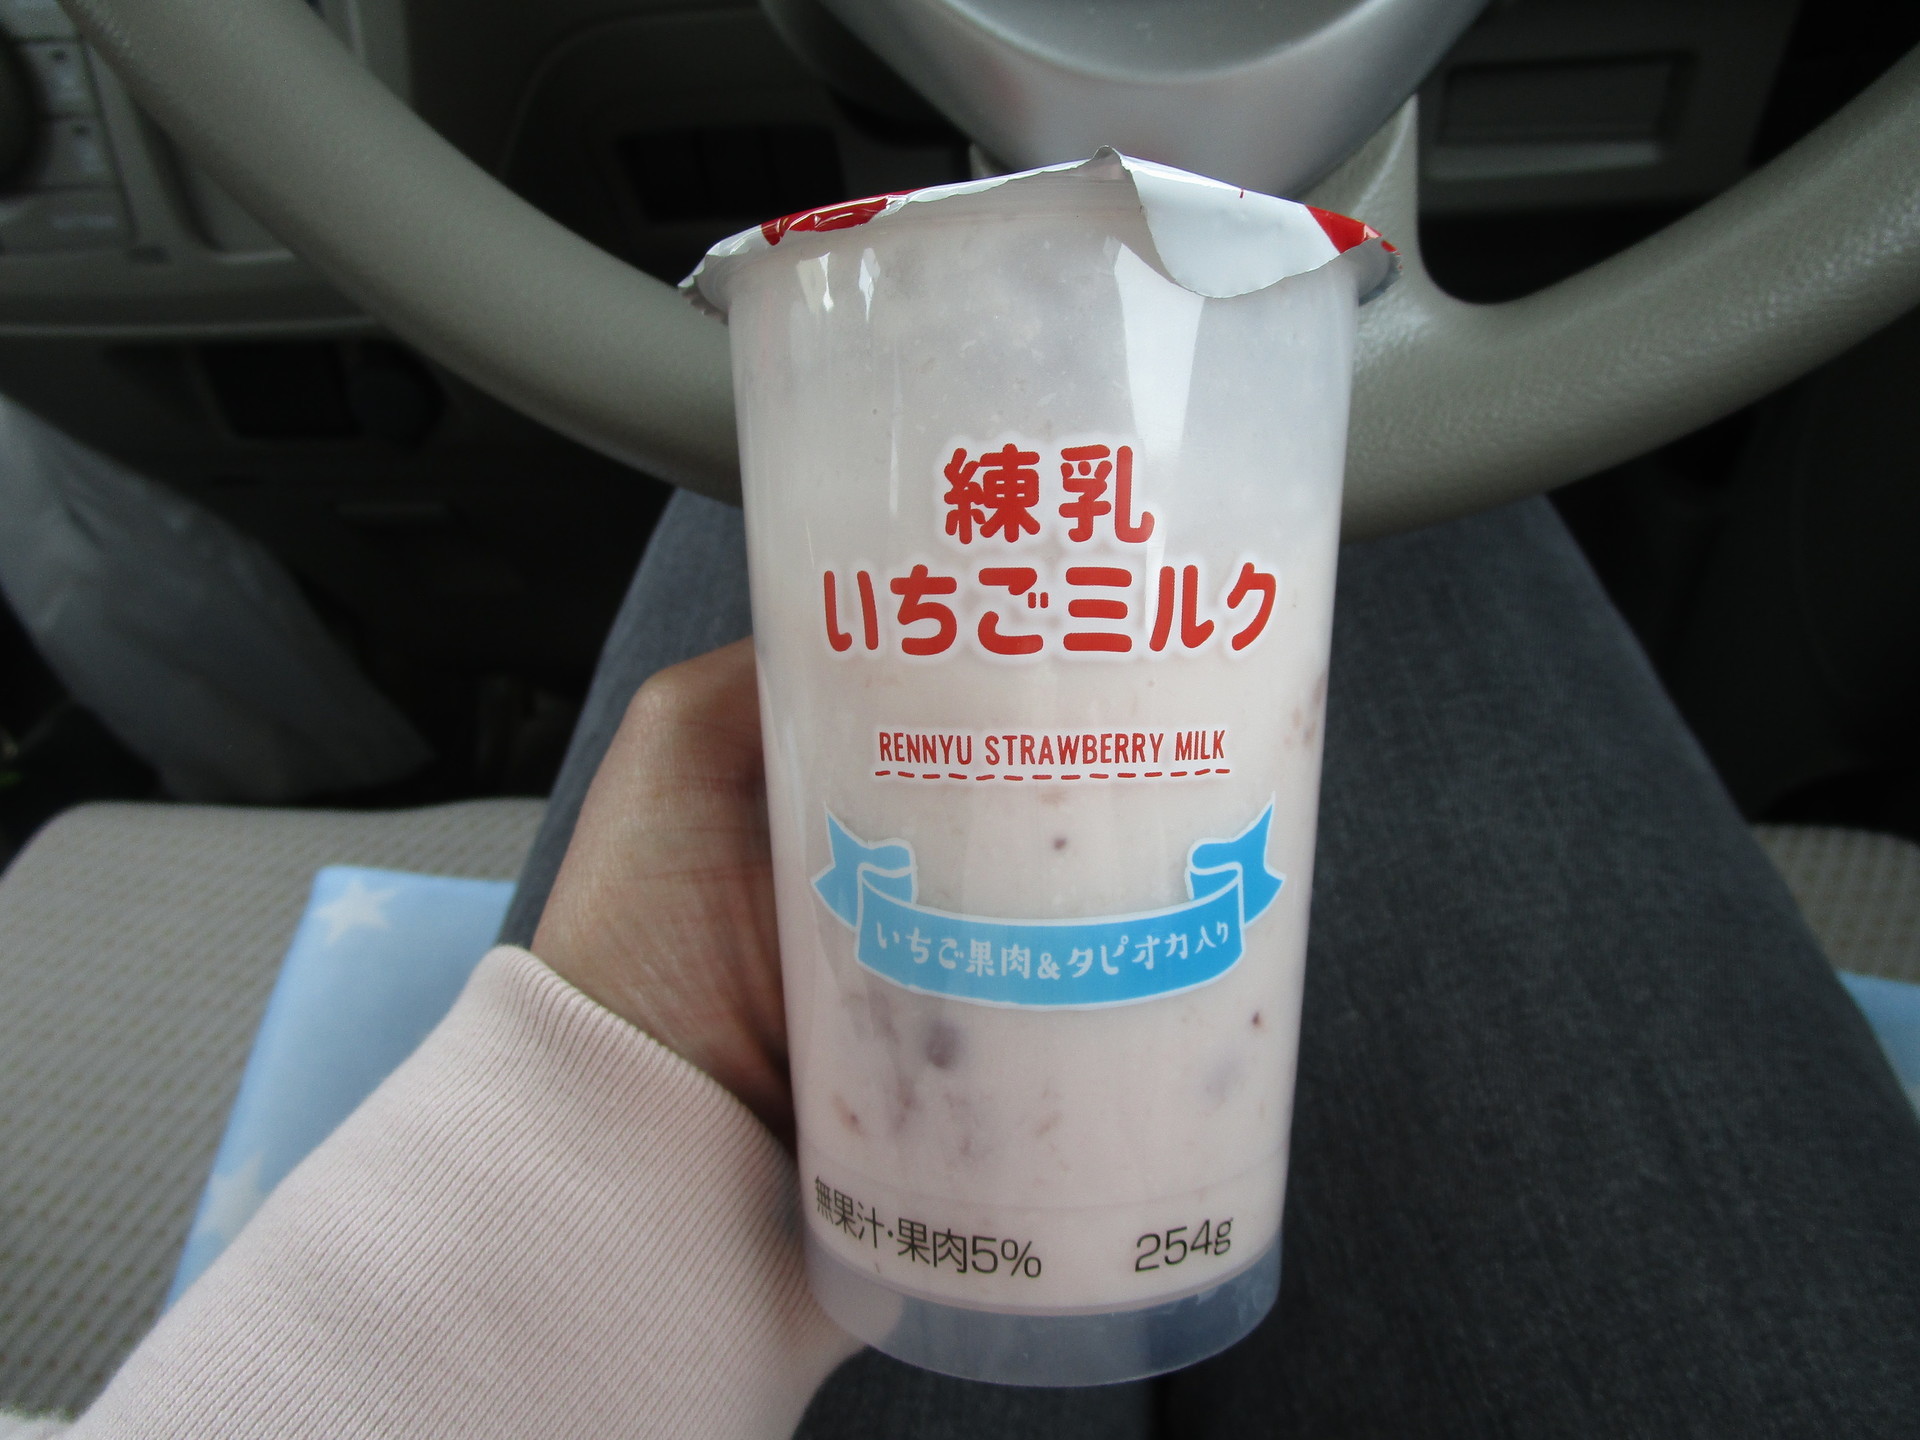 練乳
いちごミルク
RENNYU STRAWBERRY MILK
いちご果肉&タピオカ入り
無果汁・果肉5% 254g